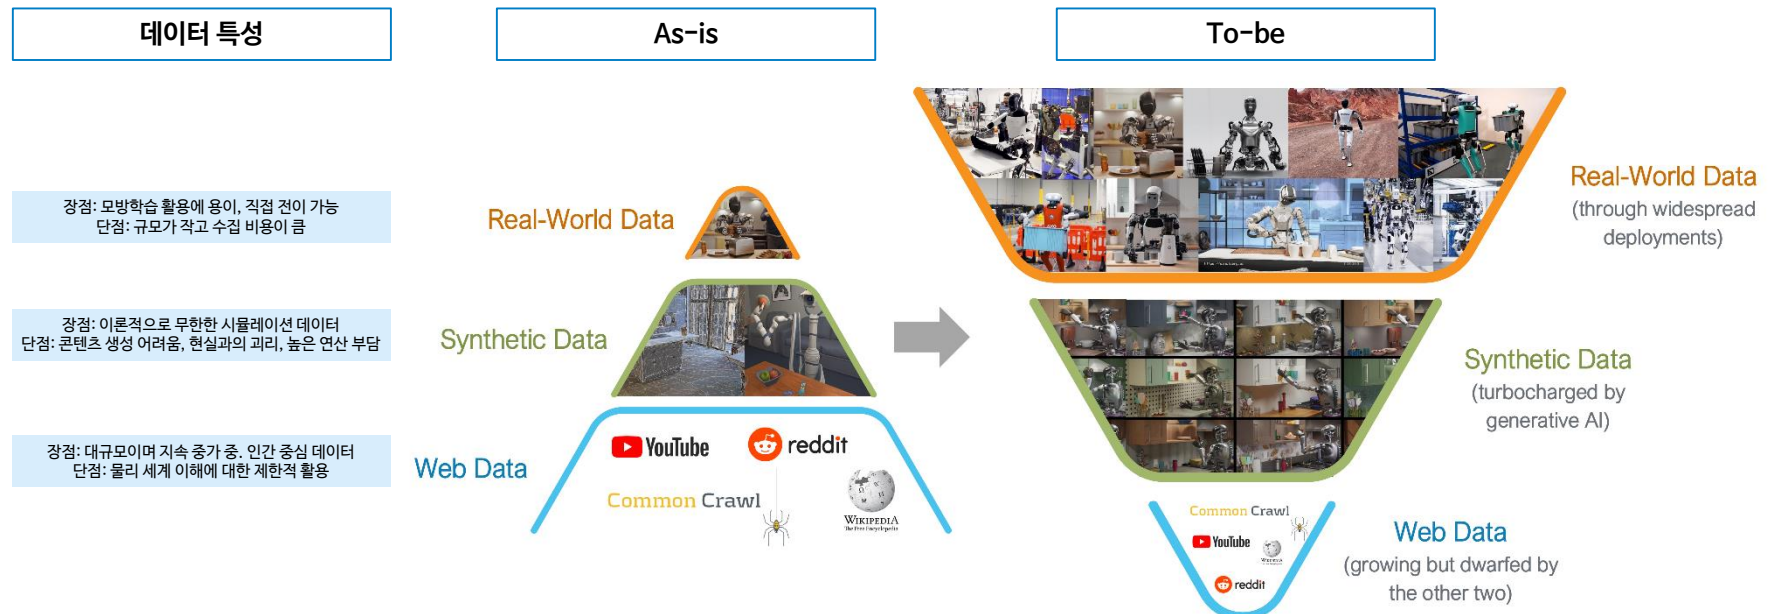 데이터 특성
As-is
To-be
장점: 모방학습 활용에 용이, 직접 전이 가능
단점: 규모가 작고 수집 비용이 큼
Real-World Data
Real-World Data
(through widespread
deployments)
장점: 이론적으로 무한한 시뮬레이션 데이터
단점: 콘텐츠 생성 어려움, 현실과의 괴리, 높은 연산 부담
Synthetic Data
Synthetic Data
(turbocharged by
generative AI)
장점: 대규모이며 지속 중가 중. 인간 중심 데이터
단점: 물리 세계 이해에 대한 제한적 활용
Web Data
YouTube
reddit
Common Crawl
WIKIPEDIA
The Free Encyclopedia
Common Crawl
YouTube
WIKIPEDIA
reddit
Web Data
(growing but dwarfed by
the other two)